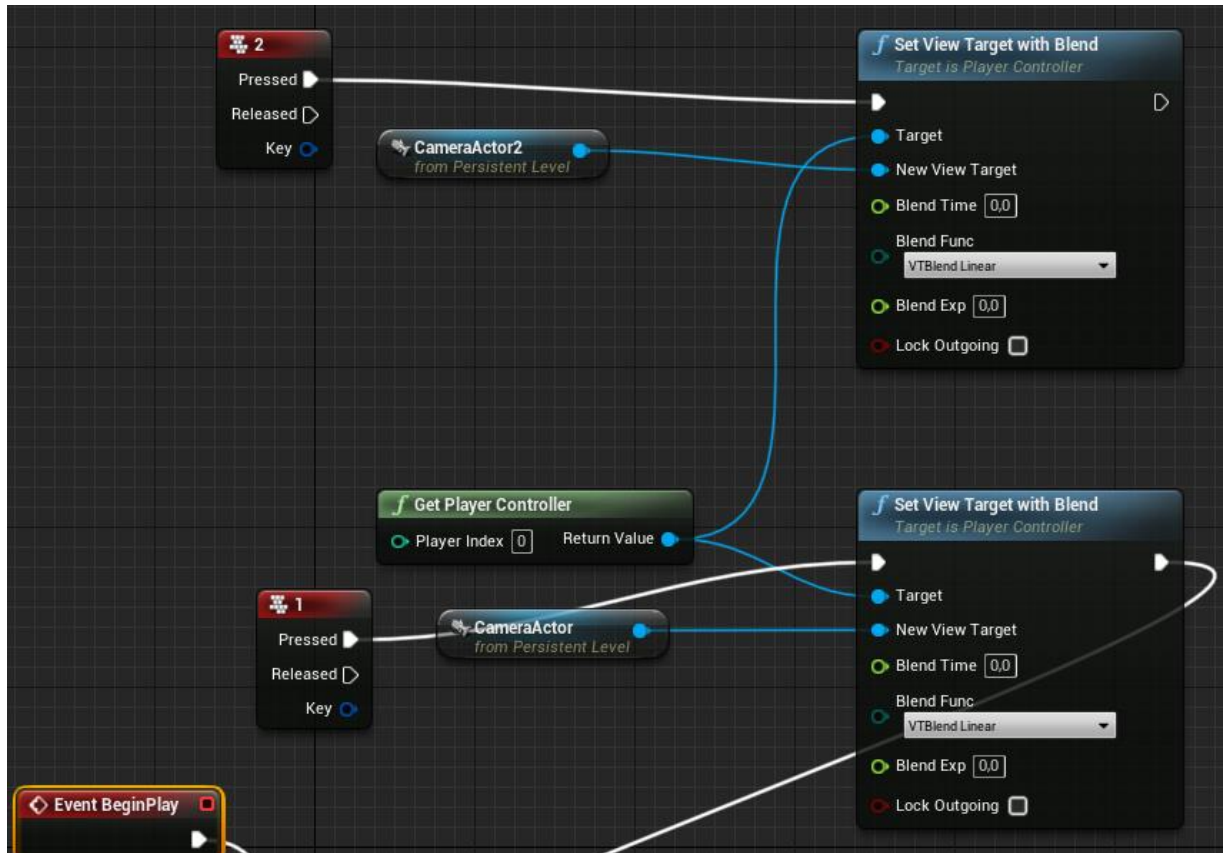 2
Pressed
Released
Key
CameraActor2
from Persistent Level
Set View Target with Blend
Target is Player Controller
Target
New View Target
Blend Time 0,0
Blend Func
VTBlend Linear
Blend Exp 0,0
Lock Outgoing
Get Player Controller
Player Index 0 Return Value
1
Pressed
Released
Key
CameraActor
from Persistent Level
Set View Target with Blend
Target is Player Controller
Target
New View Target
Blend Time 0,0
Blend Func
VTBlend Linear
Blend Exp 0,0
Lock Outgoing
Event BeginPlay